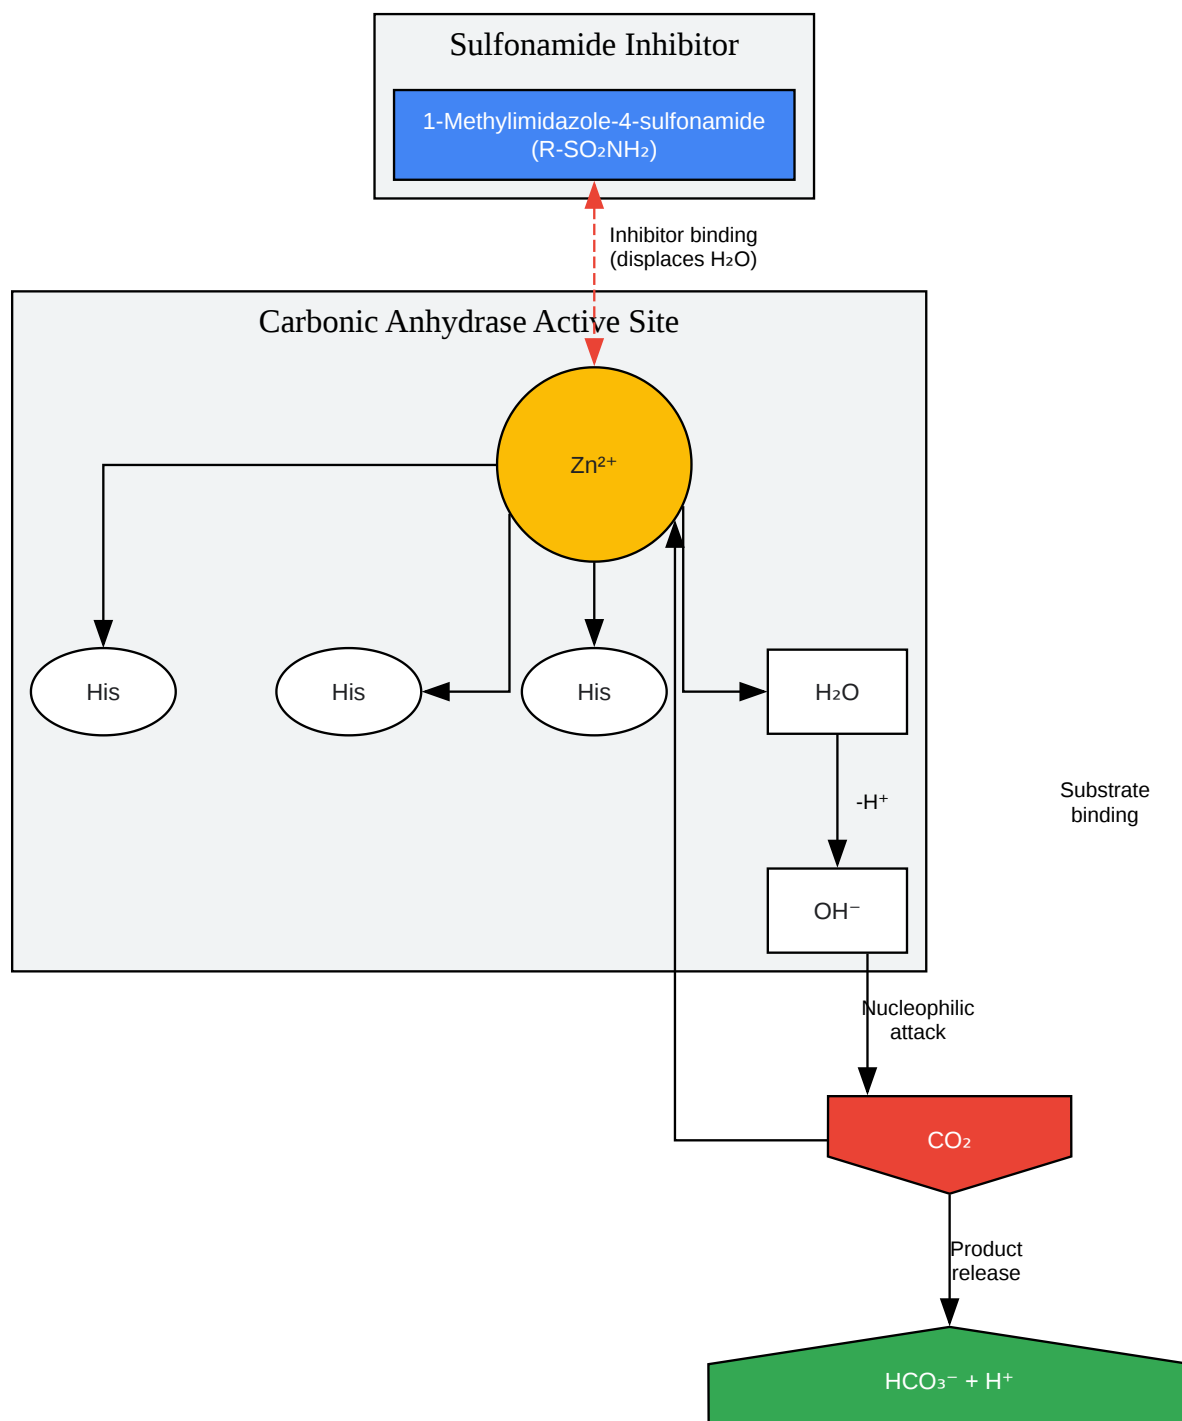 Sulfonamide Inhibitor
1-Methylimidazole-4-sulfonamide
(R-SO₂NH₂)
Inhibitor binding
(displaces H₂O)
Carbonic Anhydrase Active Site
Zn²⁺
His
His
His
H₂O
-H⁺
Substrate
binding
OH⁻
Nucleophilic
attack
CO₂
Product
release
HCO₃⁻ + H⁺